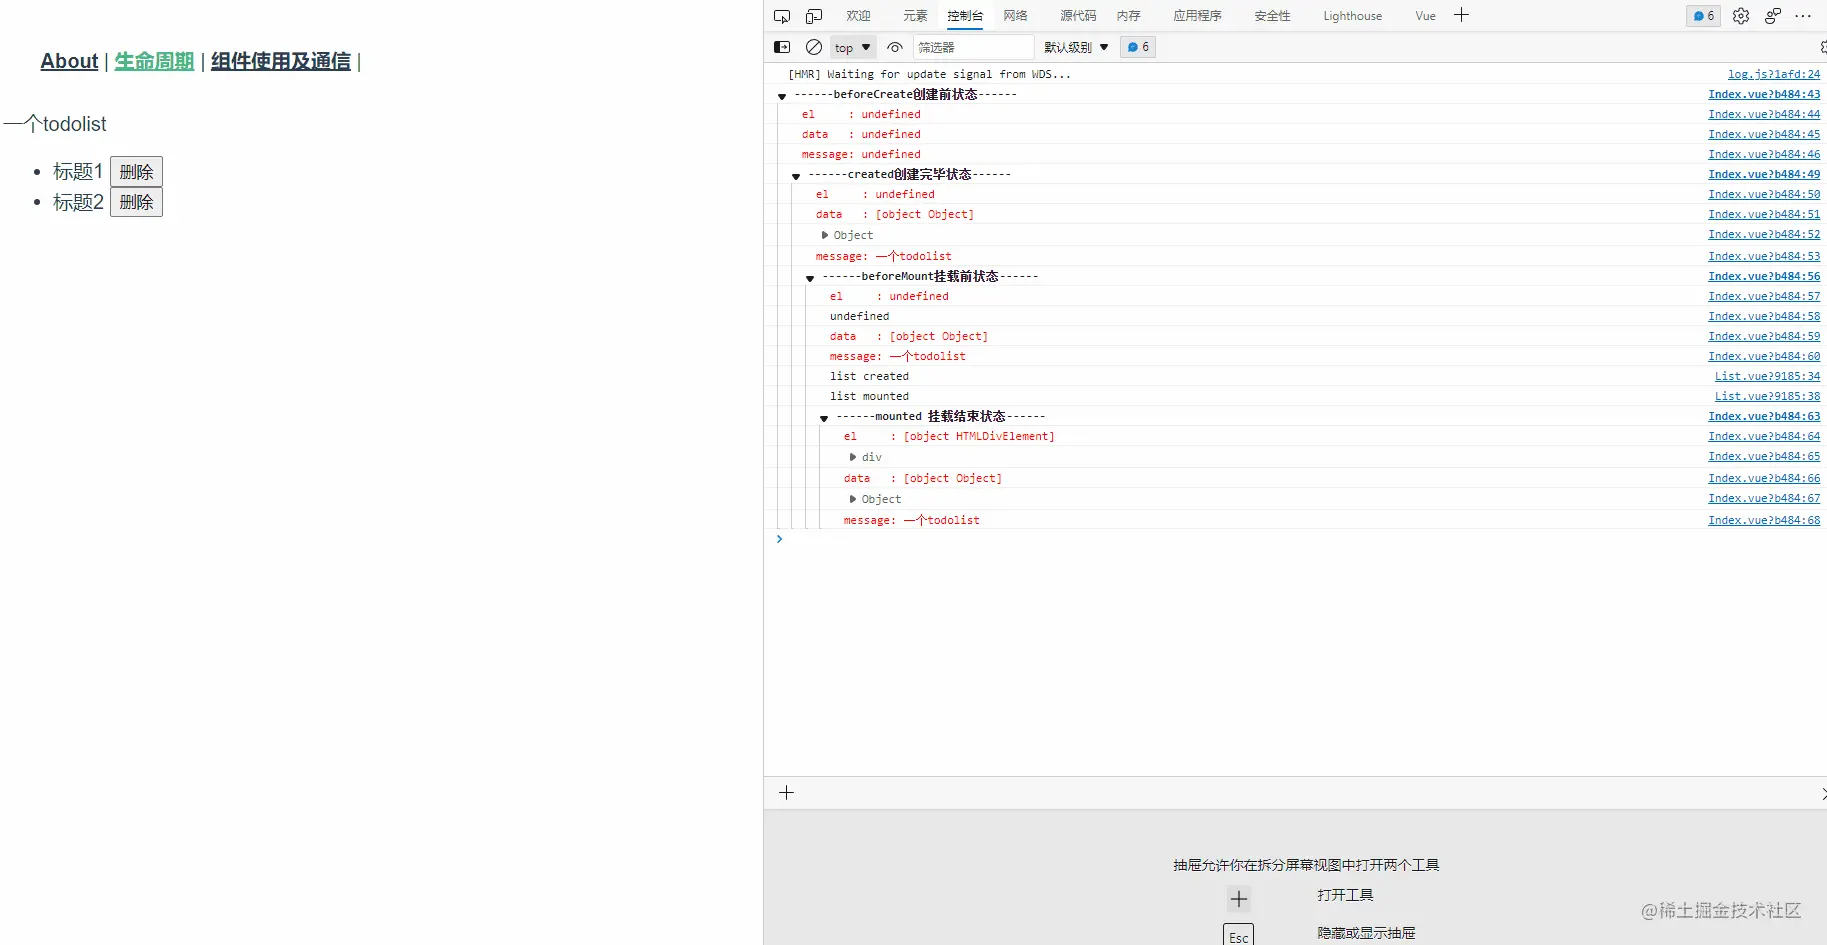 About | 生命周期 | 组件使用及通信 |
一个todolist
标题1 删除
标题2 删除
欢迎 元素 控制台 网络 源代码 内存 应用程序 安全性 Lighthouse Vue 6
top 筛选器 默认级别 6
[HMR] Waiting for update signal from WDS... log.js?1afd:24
------beforeCreate创建前状态------ Index.vue?b484:43
el : undefined Index.vue?b484:44
data : undefined Index.vue?b484:45
message: undefined Index.vue?b484:46
------created创建完毕状态------ Index.vue?b484:49
el : undefined Index.vue?b484:50
data : [object Object] Index.vue?b484:51
Object Index.vue?b484:52
message: 一个todolist Index.vue?b484:53
------beforeMount挂载前状态------ Index.vue?b484:56
el : undefined Index.vue?b484:57
undefined Index.vue?b484:58
data : [object Object] Index.vue?b484:59
message: 一个todolist Index.vue?b484:60
list created List.vue?9185:34
list mounted List.vue?9185:38
------mounted 挂载结束状态------ Index.vue?b484:63
el : [object HTMLDivElement] Index.vue?b484:64
div Index.vue?b484:65
data : [object Object] Index.vue?b484:66
Object Index.vue?b484:67
message: 一个todolist Index.vue?b484:68
抽屉允许你在拆分屏幕视图中打开两个工具
打开工具
Esc 隐藏或显示抽屉
@稀土掘金技术社区